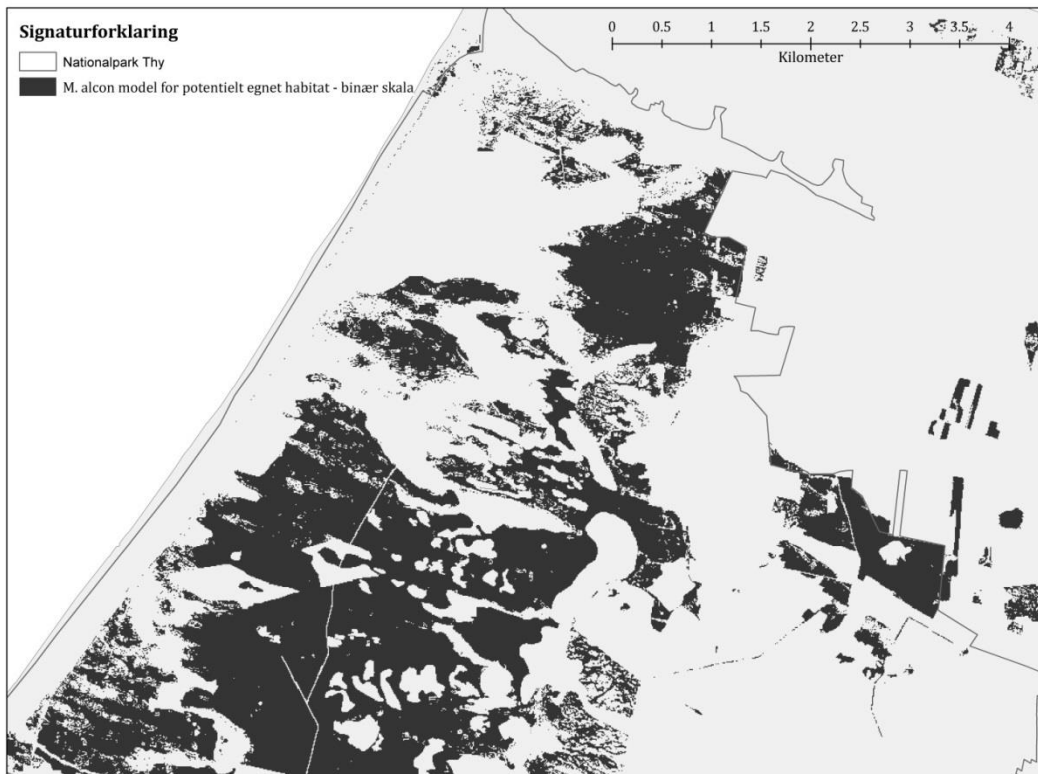 Signaturforklaring
Nationalpark Thy
M. alcon model for potentielt egnet habitat - binær skala
0 0.5 1 1.5 2 2.5 3 3.5 4
Kilometer